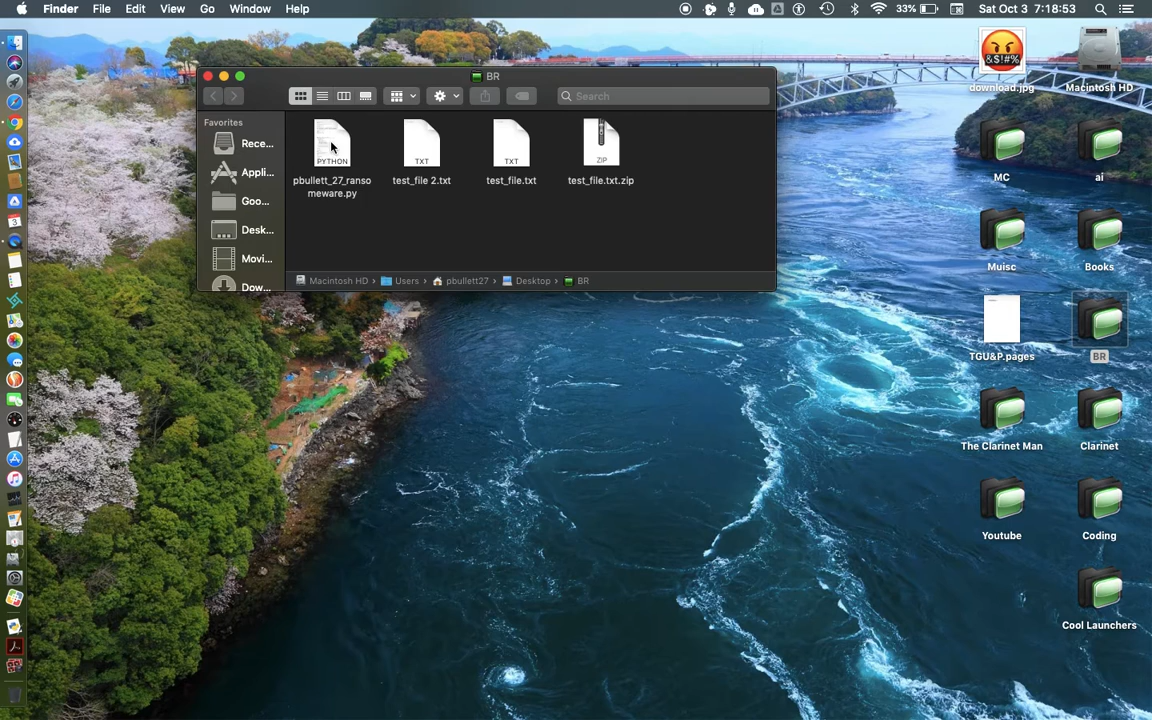 Finder File Edit View Go Window Help
33% Sat Oct 3 7:18:53
BR
Search
Favorites
Rece...
Appli...
Goo...
Desk...
Movi...
Dow...
PYTHON
TXT
TXT
ZIP
pbullett_27_ranso
meware.py
test_file 2.txt
test_file.txt
test_file.txt.zip
Macintosh HD › Users › pbullett27 › Desktop › BR
&$!#%
download.jpg
Macintosh HD
MC
ai
Muisc
Books
TGU&P.pages
BR
The Clarinet Man
Clarinet
Youtube
Coding
Cool Launchers